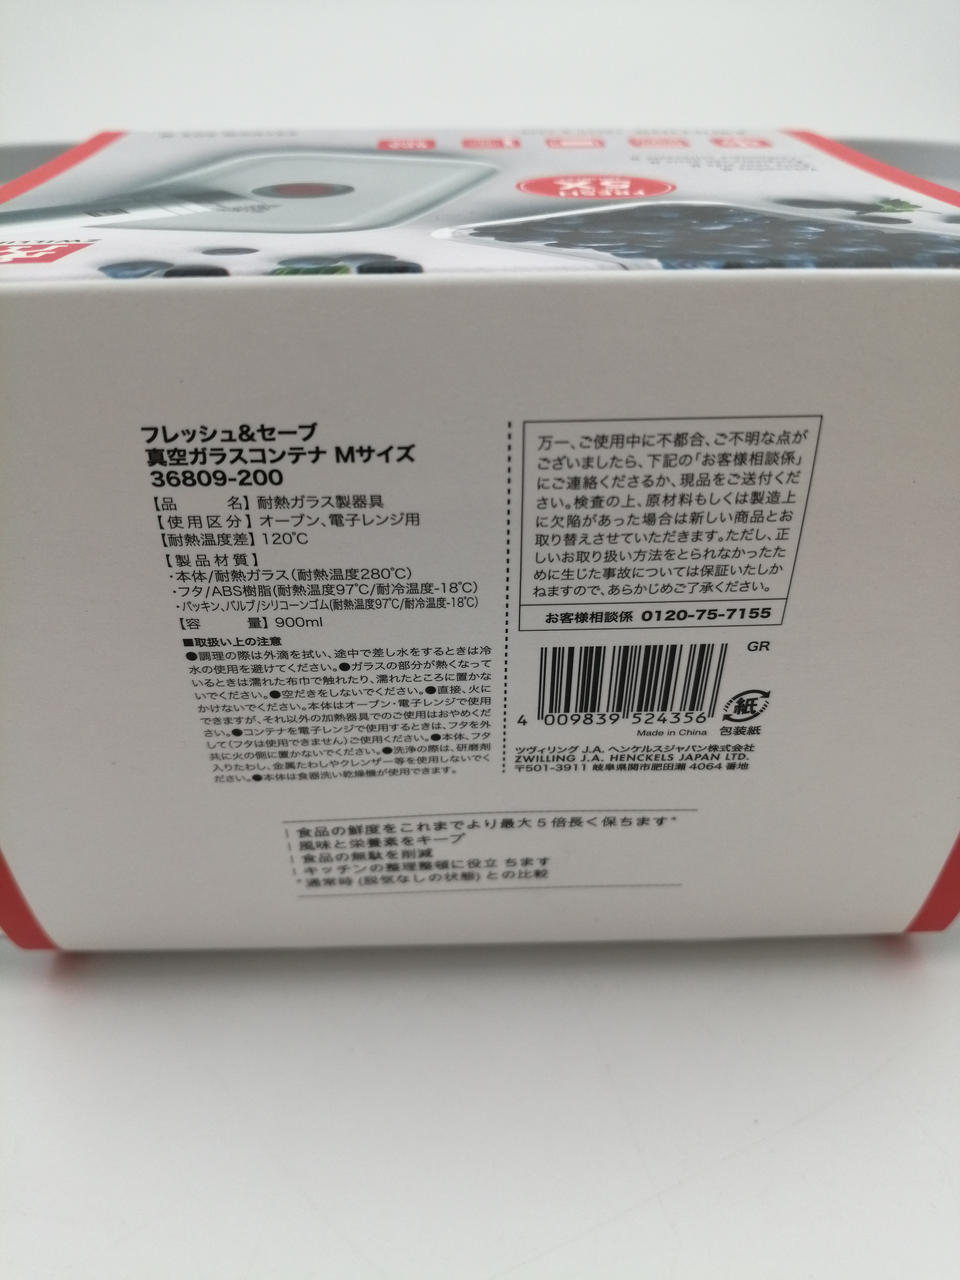 FRESH
5X
フレッシュ&セーブ
真空ガラスコンテナ Mサイズ
36809-200
【品　　　名】耐熱ガラス製器具
【使用区分】オーブン、電子レンジ用
【耐熱温度差】120℃
【製品材質】
・本体/耐熱ガラス(耐熱温度280℃)
・フタ/ABS樹脂(耐熱温度97℃/耐冷温度-18℃)
・パッキン、バルブ/シリコーンゴム(耐熱温度97℃/耐冷温度-18℃)
【容　　　量】900ml
■取扱い上の注意
●調理の際は外滴を拭い、途中で差し水をするときは冷
水の使用を避けてください。●ガラスの部分が熱くなって
いるときは濡れた布巾で触れたり、濡れたところに置かな
いでください。●空だきをしないでください。●直接、火に
かけないでください。本体はオーブン・電子レンジで使用
できますが、それ以外の加熱器具でのご使用はおやめくだ
さい。●コンテナを電子レンジで使用するときは、フタを外
して(フタは使用できません)ご使用ください。●本体、フタ
共に火の側に置かないでください。●洗浄の際は、研磨剤
入りたわし、金属たわしやクレンザー等を使用しないでく
ださい。●本体は食器洗い乾燥機が使用できます。
万一、ご使用中に不都合、ご不明な点が
ございましたら、下記の「お客様相談係」
にご連絡くださるか、現品をご送付くだ
さい。検査の上、原材料もしくは製造上
に欠陥があった場合は新しい商品とお
取り替えさせていただきます。ただし、正
しいお取り扱い方法をとられなかったた
めに生じた事故については保証いたしか
ねますので、あらかじめご了承ください。
お客様相談係 0120-75-7155
GR
4 009839 524356
紙
包装紙
Made in China
ツヴィリング J.A. ヘンケルスジャパン株式会社
ZWILLING J.A. HENCKELS JAPAN LTD.
〒501-3911 岐阜県関市肥田瀬 4064 番地
| 食品の鮮度をこれまでより最大 5 倍長く保ちます*
| 風味と栄養素をキープ
| 食品の無駄を削減
| キッチンの整理整頓に役立 ちます
* 通常時 (脱気なしの状態) との比較